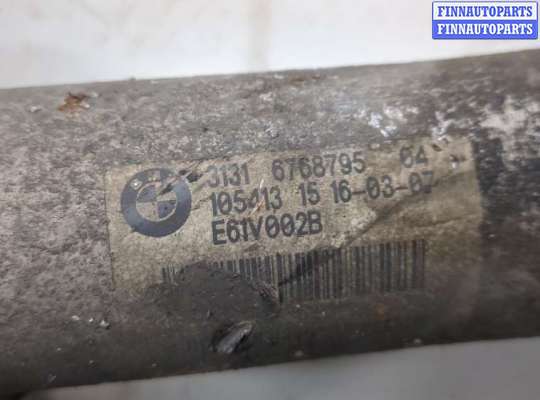 FINNAUTOPARTS
FINNAUTOPARTS
3131 6768795 04
105413 15 16-03-07
E61V002B